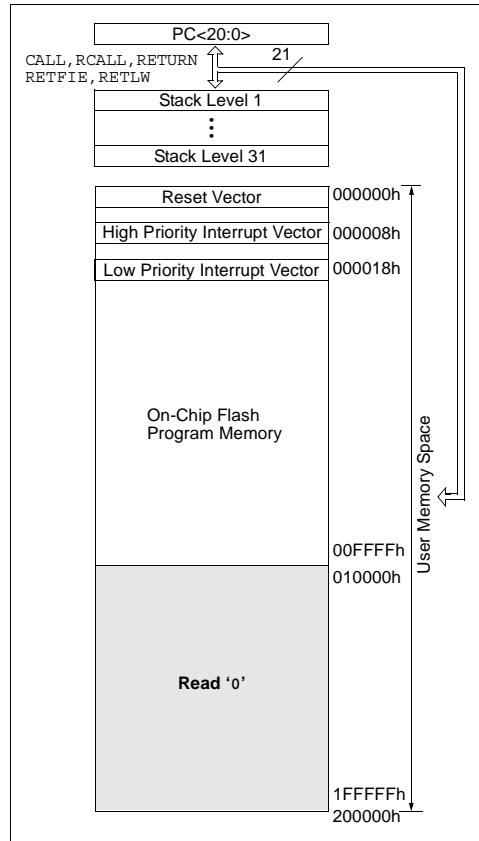 PC<20:0>
CALL,RCALL,RETURN
RETFIE,RETLW
21
Stack Level 1
Stack Level 31
Reset Vector
000000h
High Priority Interrupt Vector
000008h
Low Priority Interrupt Vector
000018h
On-Chip Flash
Program Memory
User Memory Space
00FFFFh
010000h
Read ‘0’
1FFFFFh
200000h